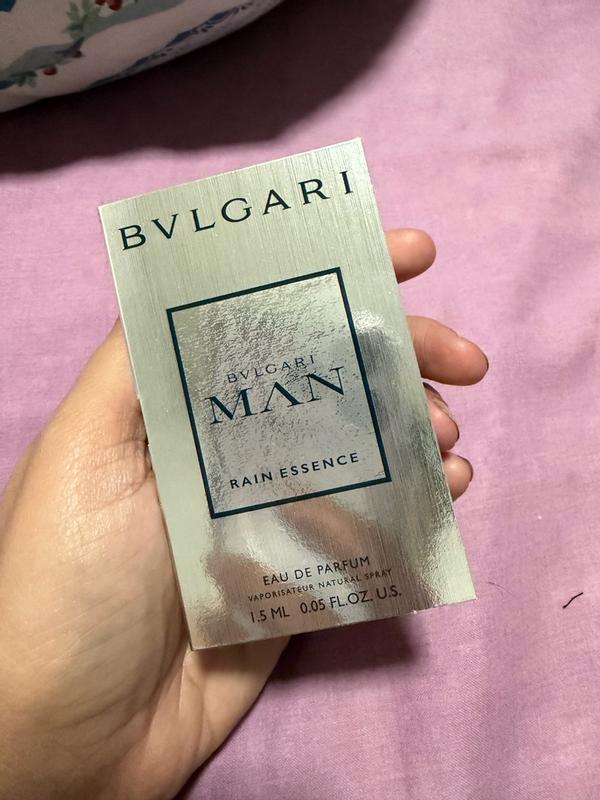 BVLGARI
BVLGARI
MAN
RAIN ESSENCE
EAU DE PARFUM
VAPORISATEUR NATURAL SPRAY
1.5 ML 0.05 FL.OZ. U.S.